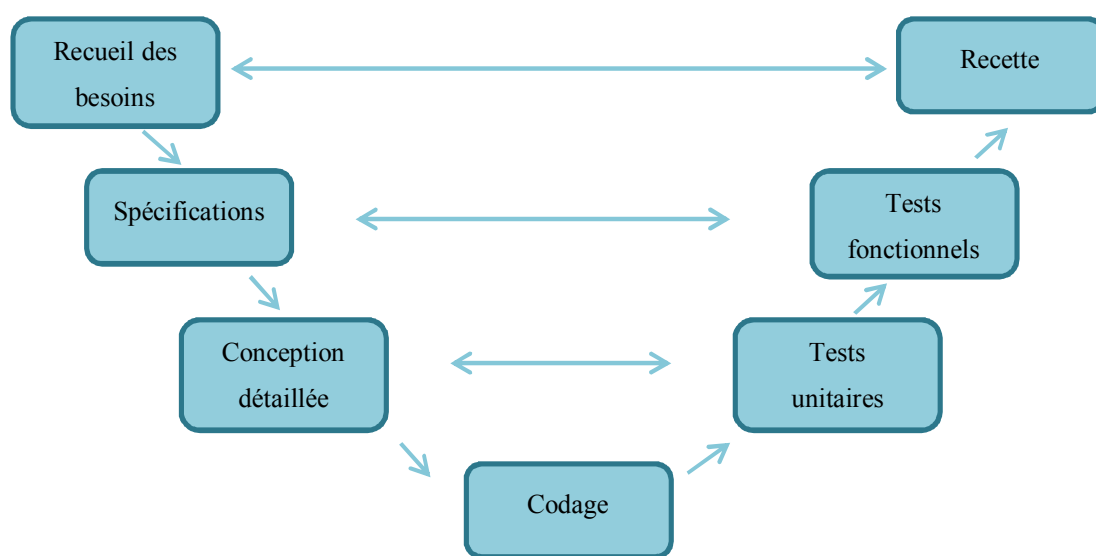 Recueil des
besoins
Recette
Spécifications
Tests
fonctionnels
Conception
détaillée
Tests
unitaires
Codage